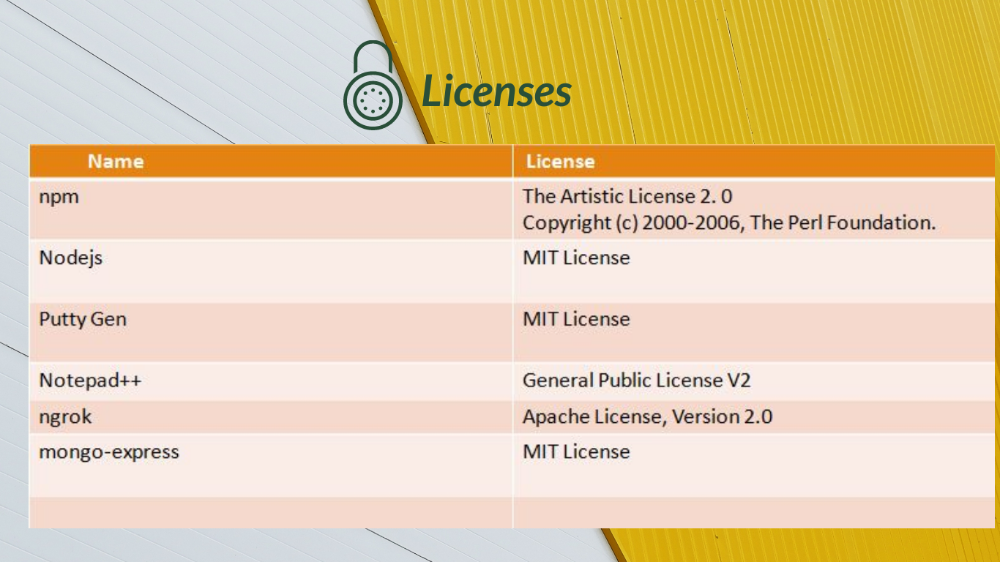 Licenses
Name License
npm The Artistic License 2. 0
Copyright (c) 2000-2006, The Perl Foundation.
Nodejs MIT License
Putty Gen MIT License
Notepad++ General Public License V2
ngrok Apache License, Version 2.0
mongo-express MIT License